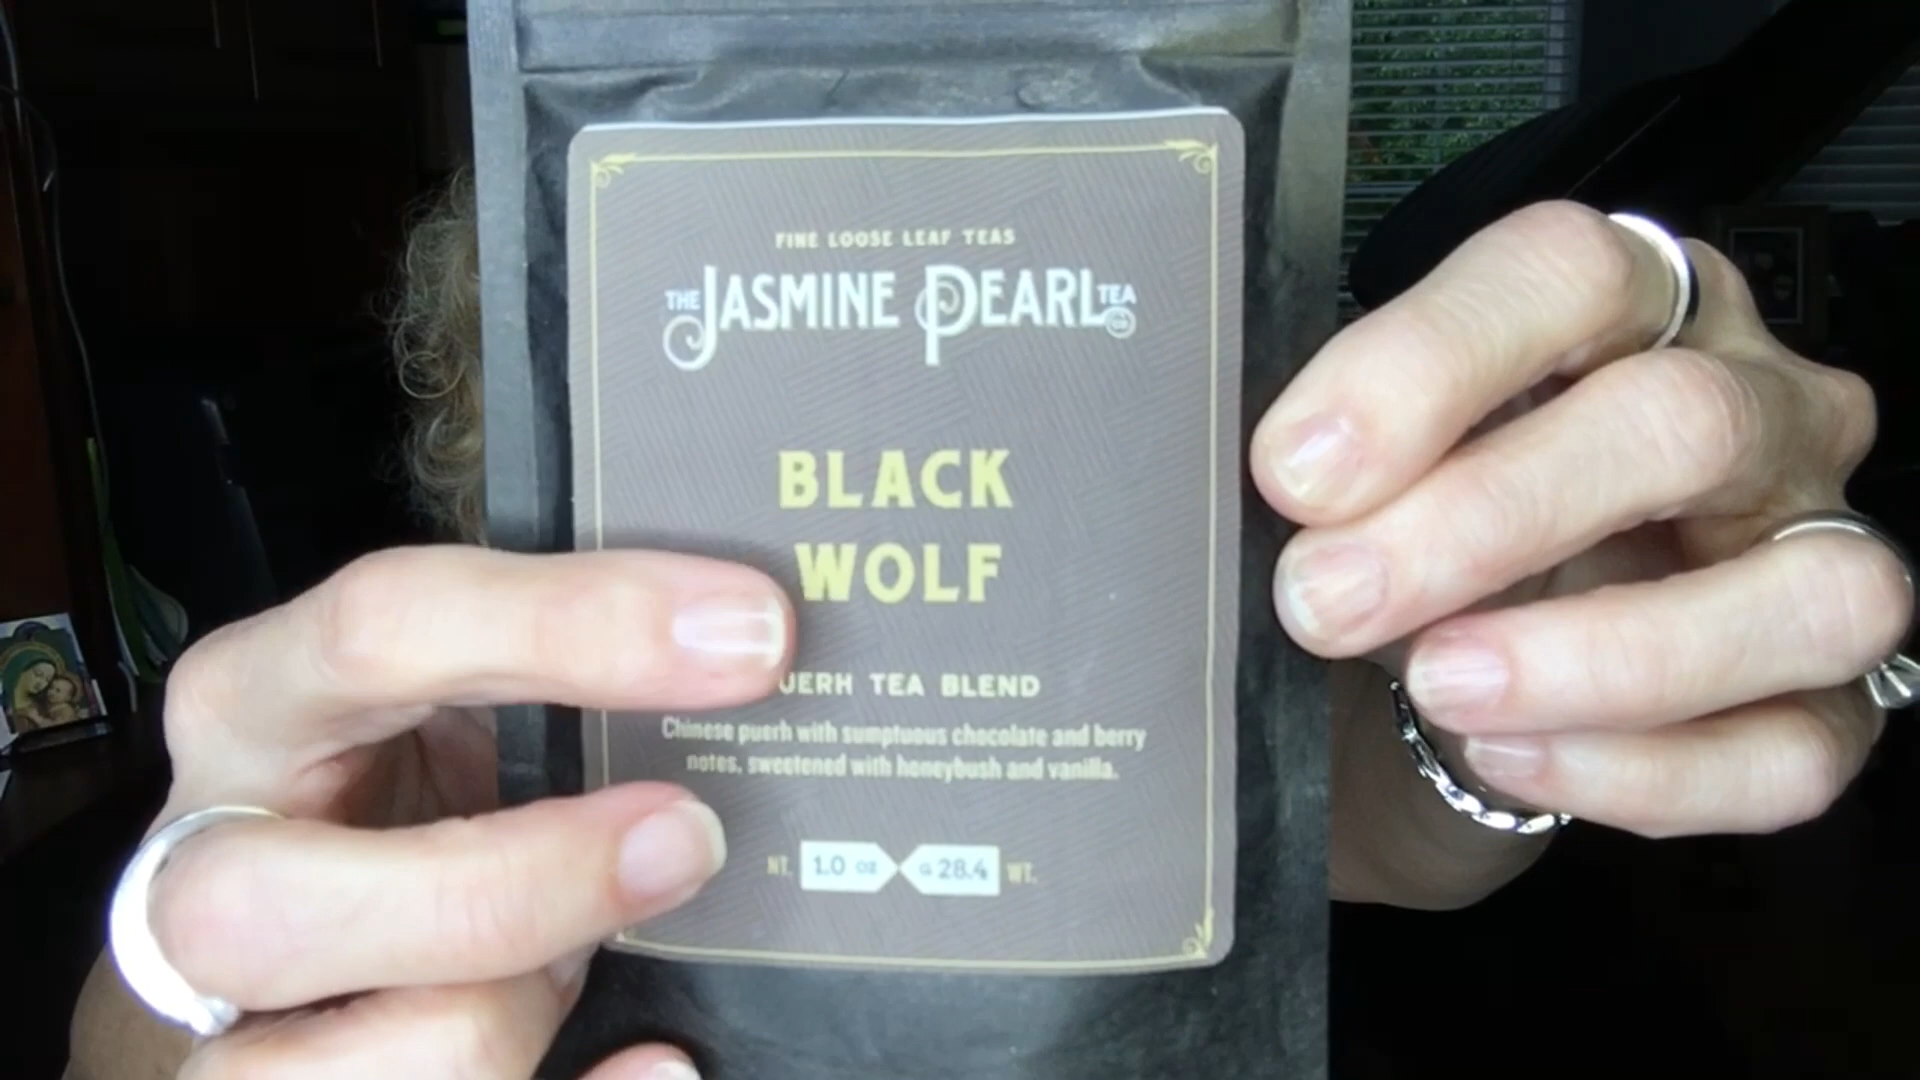 FINE LOOSE LEAF TEAS
THE JASMINE PEARL TEA CO
BLACK
WOLF
UERH TEA BLEND
Chinese puerh with sumptuous chocolate and berry
notes, sweetened with honeybush and vanilla.
NT. 1.0 oz G 28.4 WT.